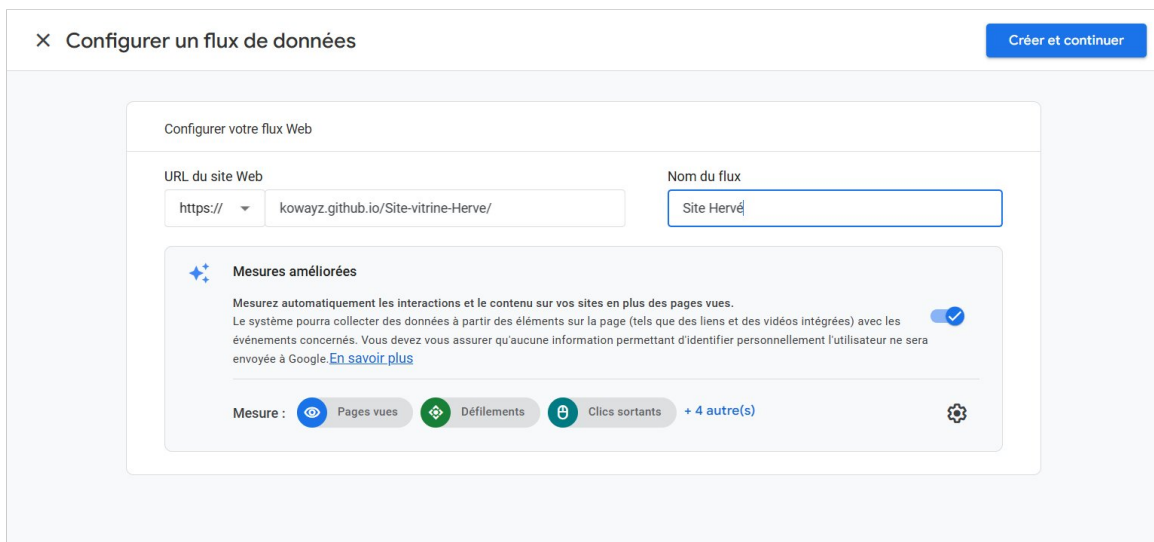 Configurer un flux de données
Créer et continuer
Configurer votre flux Web
URL du site Web
Nom du flux
https://
kowayz.github.io/Site-vitrine-Herve/
Site Hervé
Mesures améliorées
Mesurez automatiquement les interactions et le contenu sur vos sites en plus des pages vues.
Le système pourra collecter des données à partir des éléments sur la page (tels que des liens et des vidéos intégrées) avec les
événements concernés. Vous devez vous assurer qu'aucune information permettant d'identifier personnellement l'utilisateur ne sera
envoyée à Google.En savoir plus
Mesure : Pages vues Défilements Clics sortants + 4 autre(s)